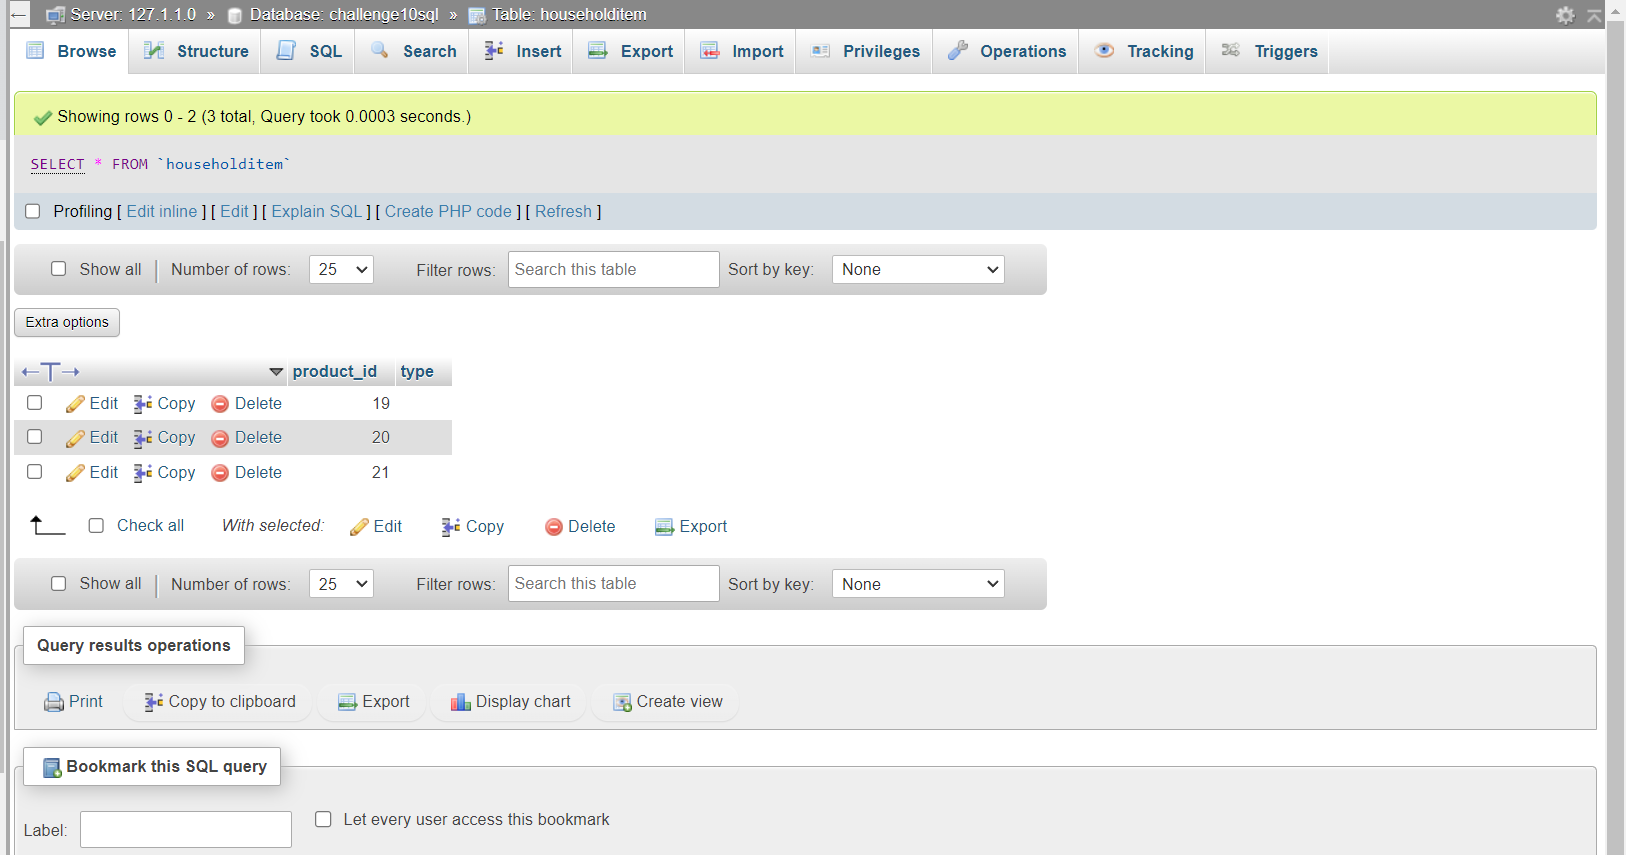 Server: 127.1.1.0 » Database: challenge10sql » Table: householditem
Browse Structure SQL Search Insert Export Import Privileges Operations Tracking Triggers
Showing rows 0 - 2 (3 total, Query took 0.0003 seconds.)
SELECT * FROM `householditem`
Profiling [ Edit inline ] [ Edit ] [ Explain SQL ] [ Create PHP code ] [ Refresh ]
Show all | Number of rows: 25 Filter rows: Search this table Sort by key: None
Extra options
←T→ product_id type
Edit Copy Delete 19
Edit Copy Delete 20
Edit Copy Delete 21
Check all With selected: Edit Copy Delete Export
Show all | Number of rows: 25 Filter rows: Search this table Sort by key: None
Query results operations
Print Copy to clipboard Export Display chart Create view
Bookmark this SQL query
Label: Let every user access this bookmark